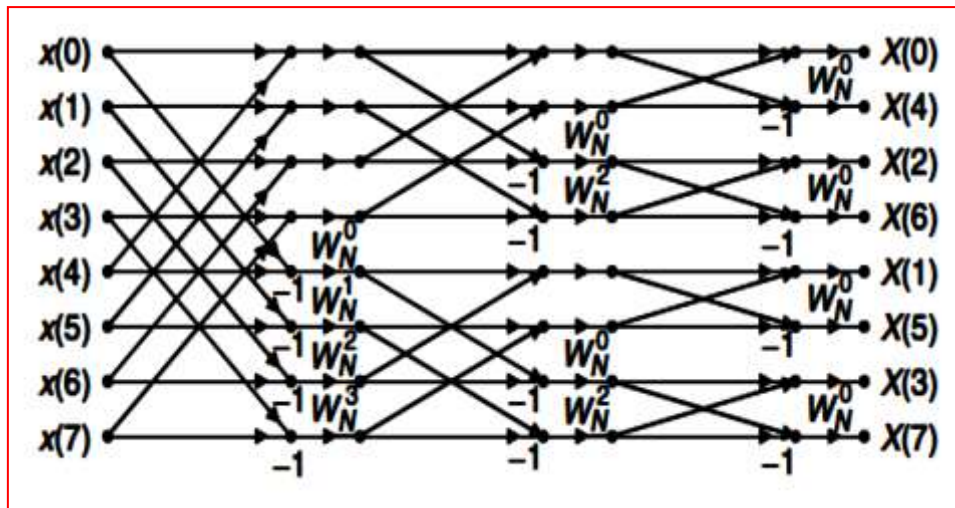 x(0) X(0)
W_N^0
x(1) X(4)
W_N^0 -1
x(2) X(2)
-1 W_N^2 W_N^0
x(3) X(6)
W_N^0 -1 -1
x(4) X(1)
-1 W_N^1 W_N^0
x(5) X(5)
-1 W_N^2 W_N^0 -1
x(6) X(3)
-1 W_N^3 -1 W_N^2 W_N^0
x(7) X(7)
-1 -1 -1